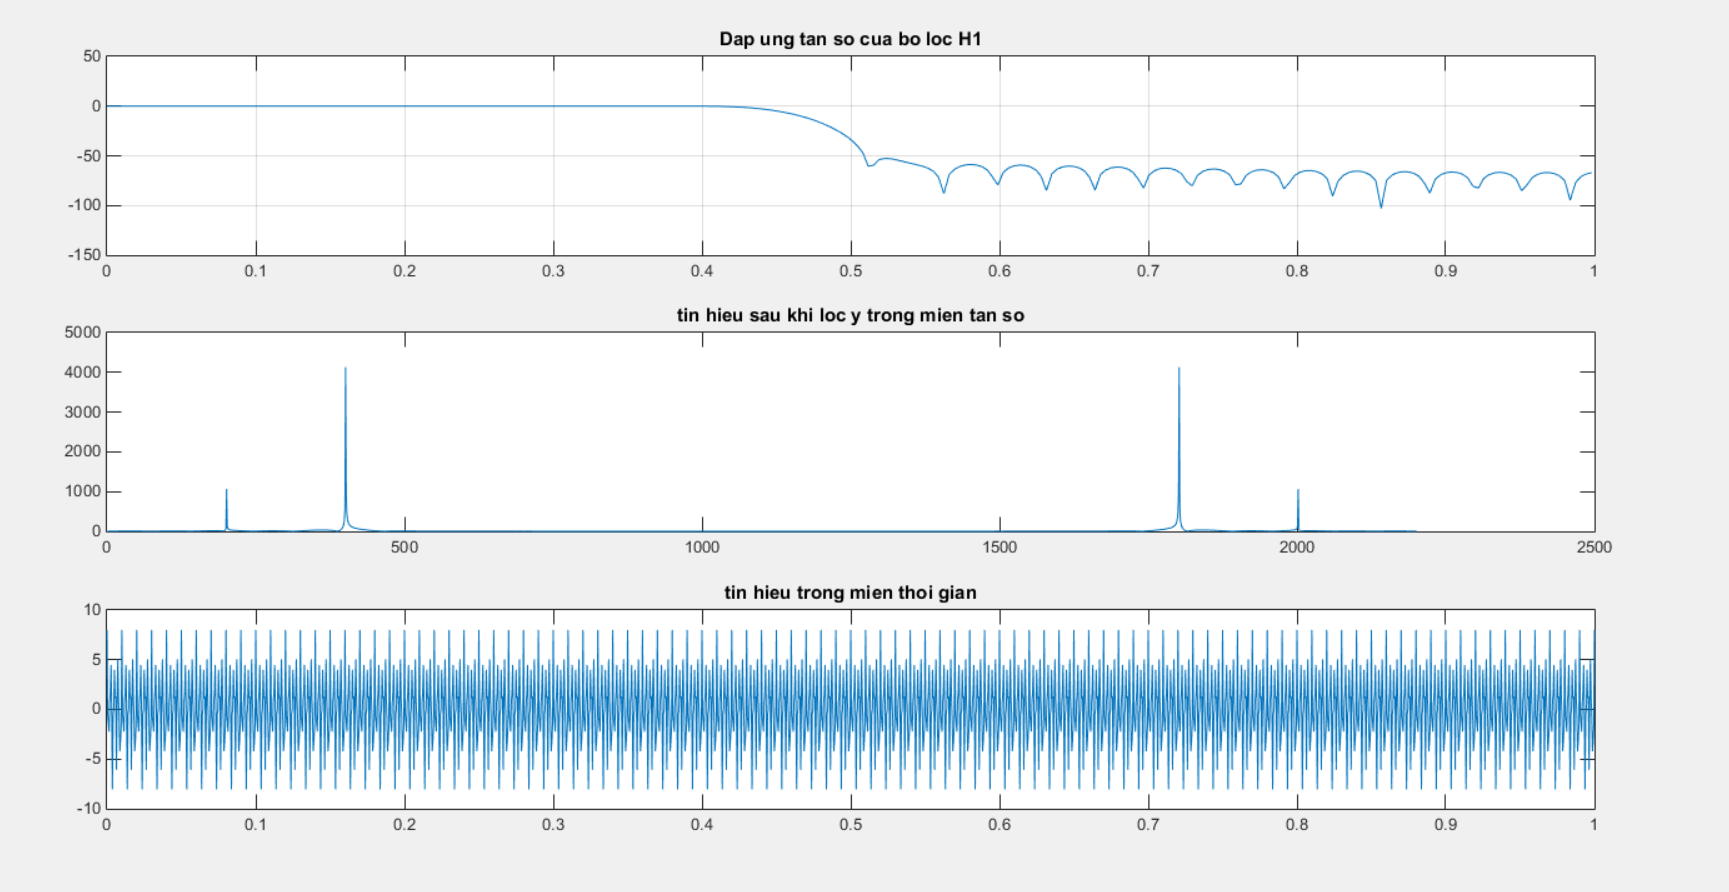 Dap ung tan so cua bo loc H1
50
0
-50
-100
-150
0 0.1 0.2 0.3 0.4 0.5 0.6 0.7 0.8 0.9 1
tin hieu sau khi loc y trong mien tan so
5000
4000
3000
2000
1000
0
0 500 1000 1500 2000 2500
tin hieu trong mien thoi gian
10
5
0
-5
-10
0 0.1 0.2 0.3 0.4 0.5 0.6 0.7 0.8 0.9 1